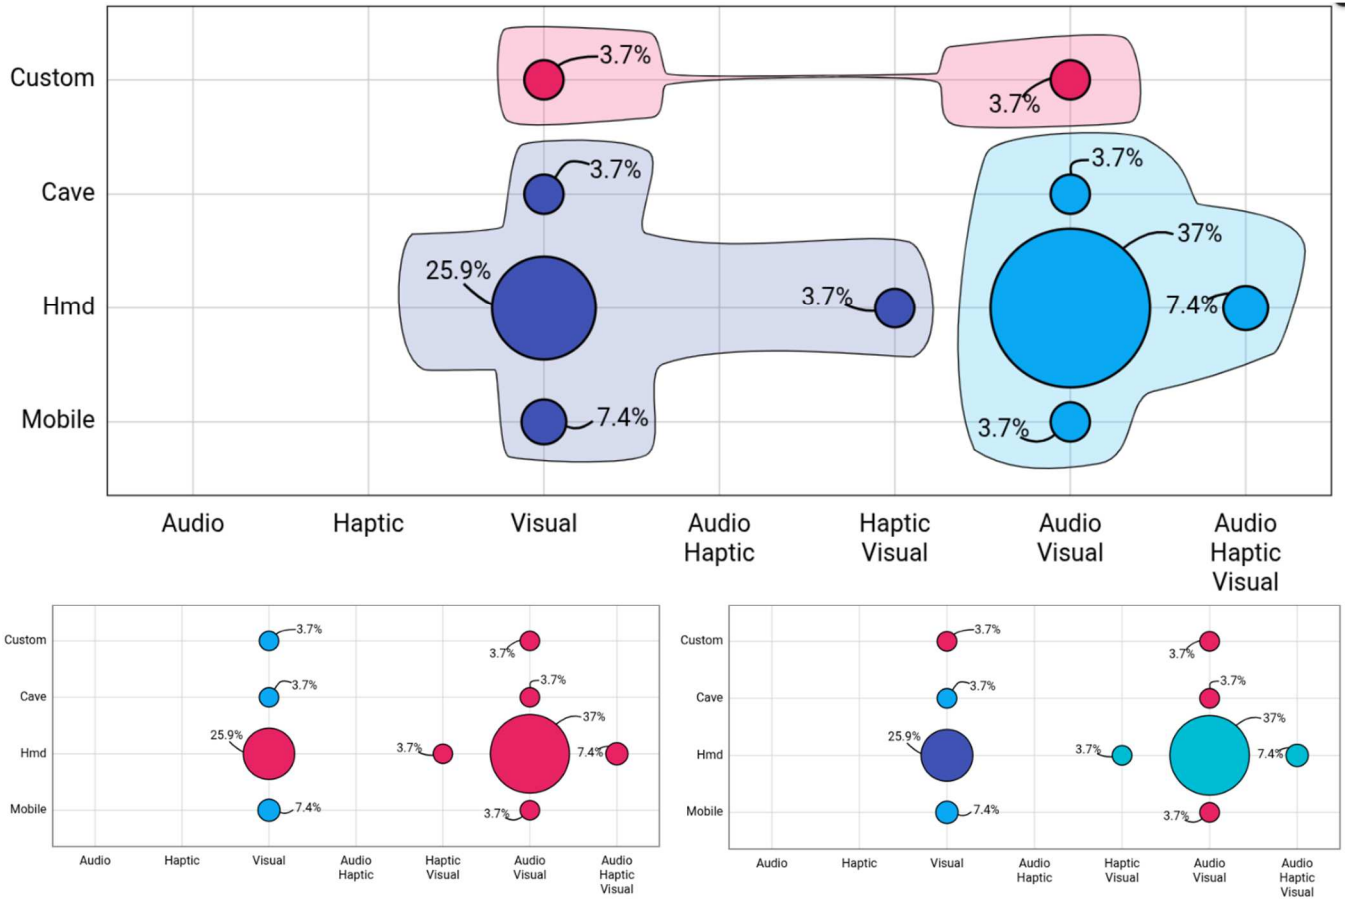 Custom
3.7%
3.7%
Cave
3.7%
3.7%
Hmd
25.9%
3.7%
37%
7.4%
Mobile
7.4%
3.7%
Audio
Haptic
Visual
Audio
Haptic
Haptic
Visual
Audio
Visual
Audio
Haptic
Visual
Custom
3.7%
3.7%
Cave
3.7%
3.7%
Hmd
25.9%
3.7%
37%
7.4%
Mobile
7.4%
3.7%
Audio
Haptic
Visual
Audio
Haptic
Haptic
Visual
Audio
Visual
Audio
Haptic
Visual
Custom
3.7%
3.7%
Cave
3.7%
3.7%
Hmd
25.9%
3.7%
37%
7.4%
Mobile
7.4%
3.7%
Audio
Haptic
Visual
Audio
Haptic
Haptic
Visual
Audio
Visual
Audio
Haptic
Visual